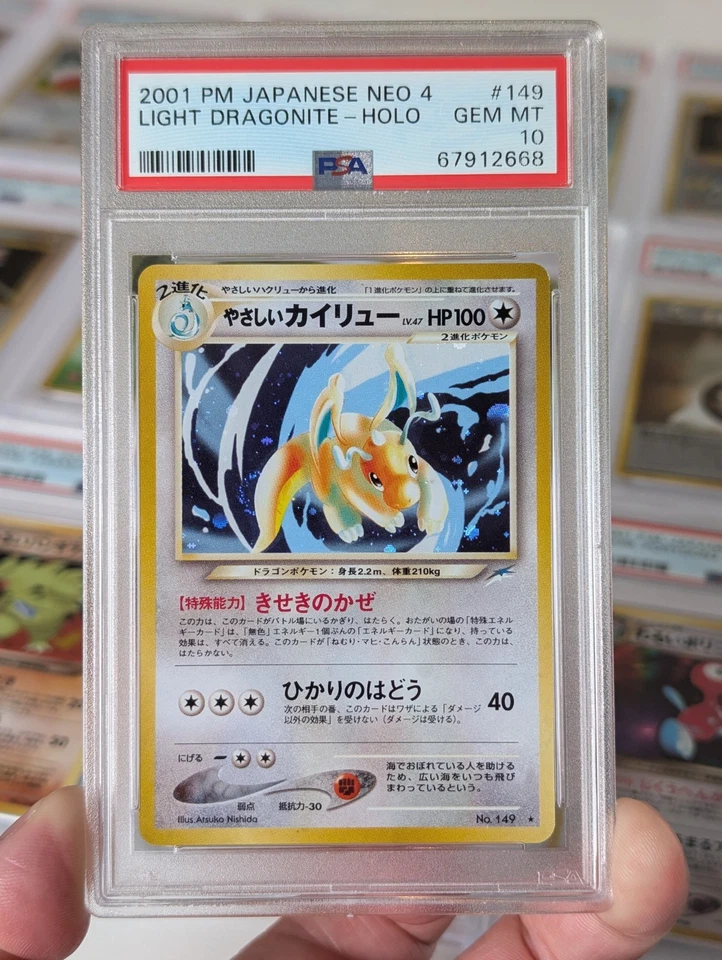 2001 PM JAPANESE NEO 4 #149
LIGHT DRAGONITE - HOLO GEM MT
10
PSA 67912668
2進化
やさしいハクリューから進化 「1進化ポケモン」の上に重ねて進化させます。
やさしいカイリュー LV.47 HP100
2進化ポケモン
ドラゴンポケモン：身長2.2m、体重210kg
【特殊能力】きせきのかぜ
この力は、このカードがバトル場にいるかぎり、はたらく。おたがいの場の「特殊エネル
ギーカード」は、「無色」エネルギー1個ぶんの「エネルギーカード」になり、持っている
効果は、すべて消える。このカードが「ねむり・マヒ・こんらん」状態のとき、この力は、
はたらかない。
ひかりのはどう 40
次の相手の番、このカードはワザによる「ダメージ
以外の効果」を受けない（ダメージは受ける）。
にげる
海でおぼれている人を助ける
ため、広い海をいつも飛び
まわっているという。
弱点 抵抗力-30
Illus.Atsuko Nishida No. 149 ★
PSA